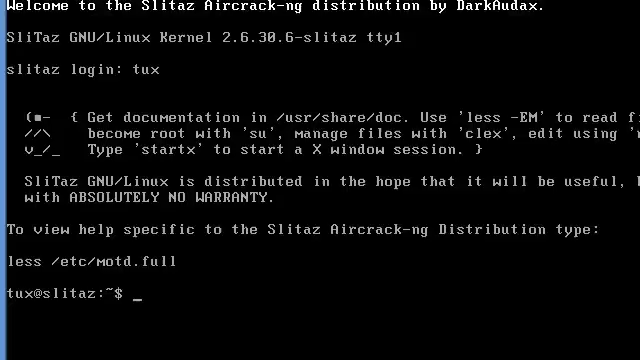 Welcome to the Slitaz Aircrack-ng distribution by DarkAudax.
SliTaz GNU/Linux Kernel 2.6.30.6-slitaz tty1
slitaz login: tux
(▪- { Get documentation in /usr/share/doc. Use 'less -EM' to read
//\ become root with 'su', manage files with 'clex', edit using
v_/_ Type 'startx' to start a X window session. }
SliTaz GNU/Linux is distributed in the hope that it will be useful,
with ABSOLUTELY NO WARRANTY.
To view help specific to the Slitaz Aircrack-ng Distribution type:
less /etc/motd.full
tux@slitaz:~$ _